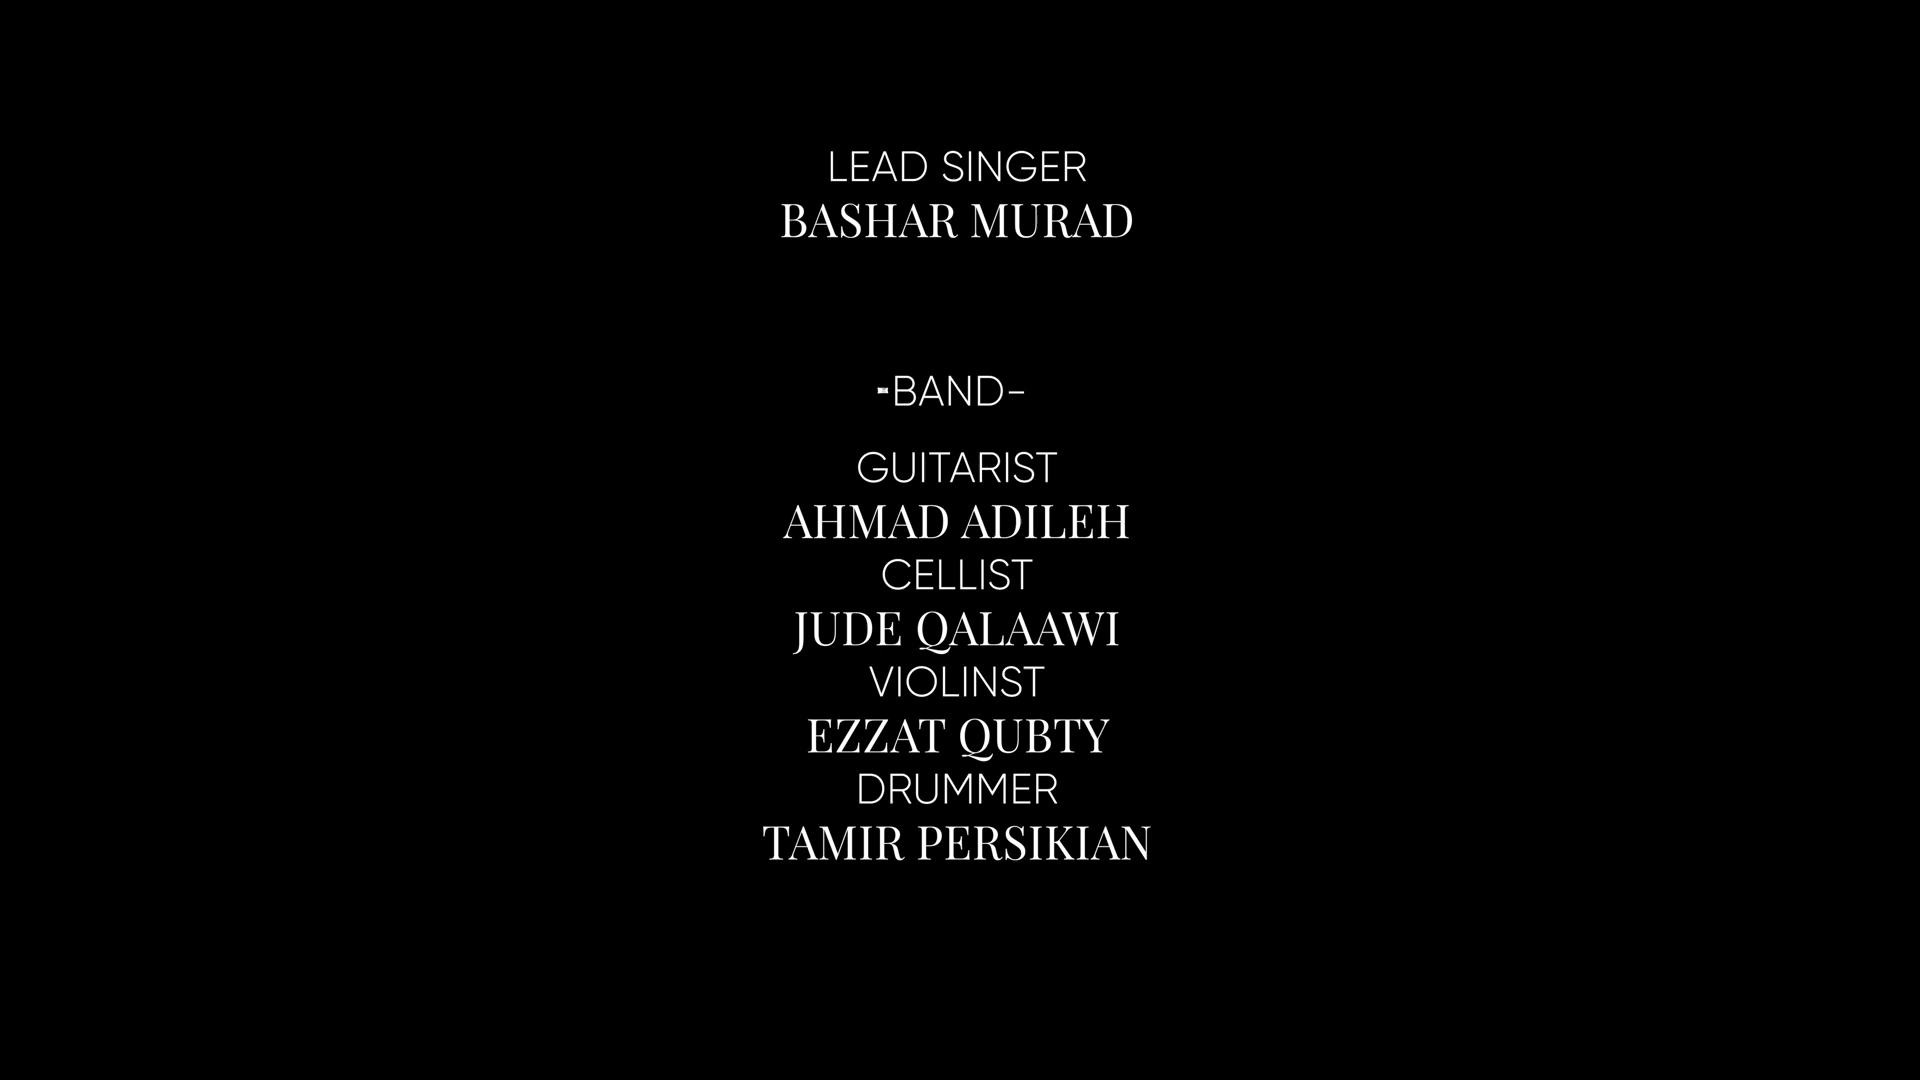 LEAD SINGER
BASHAR MURAD
-BAND-
GUITARIST
AHMAD ADILEH
CELLIST
JUDE QALAAWI
VIOLINST
EZZAT QUBTY
DRUMMER
TAMIR PERSIKIAN